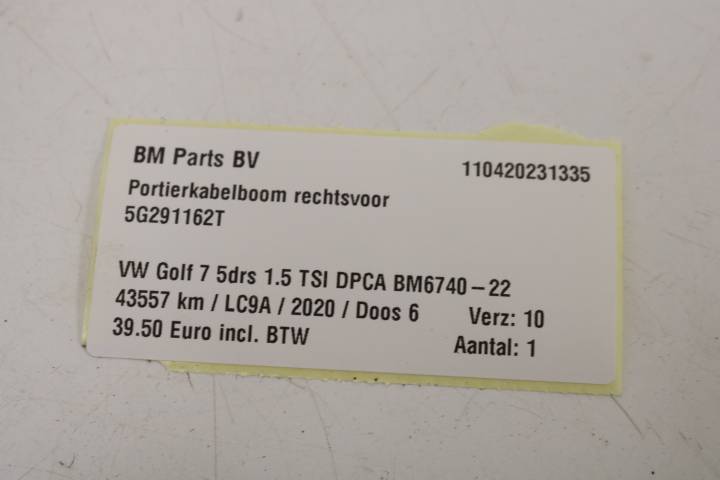 BM Parts BV 110420231335
Portierkabelboom rechtsvoor
5G291162T
VW Golf 7 5drs 1.5 TSI DPCA BM6740-22
43557 km / LC9A / 2020 / Doos 6 Verz: 10
39.50 Euro incl. BTW Aantal: 1